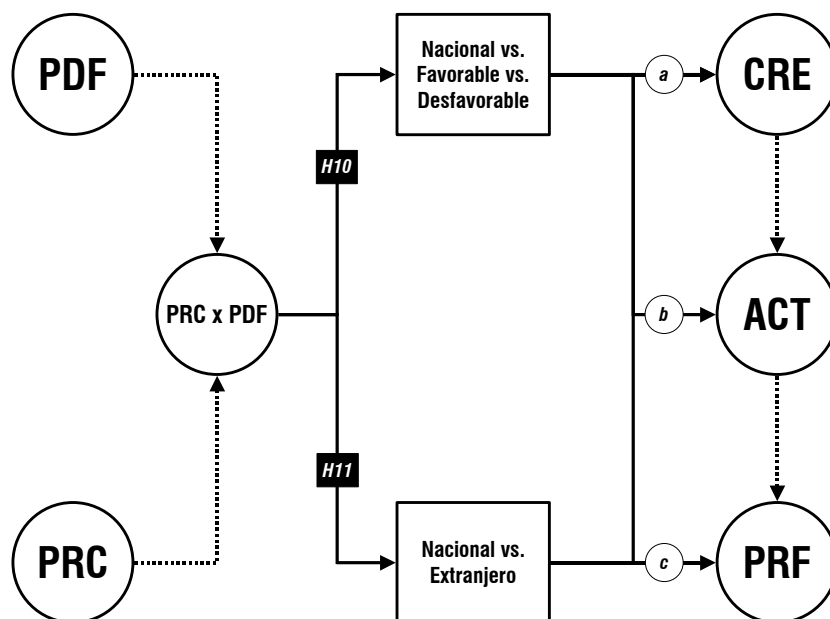 PDF
Nacional vs.
Favorable vs.
Desfavorable
a
CRE
H10
PRC x PDF
b
ACT
H11
PRC
Nacional vs.
Extranjero
c
PRF